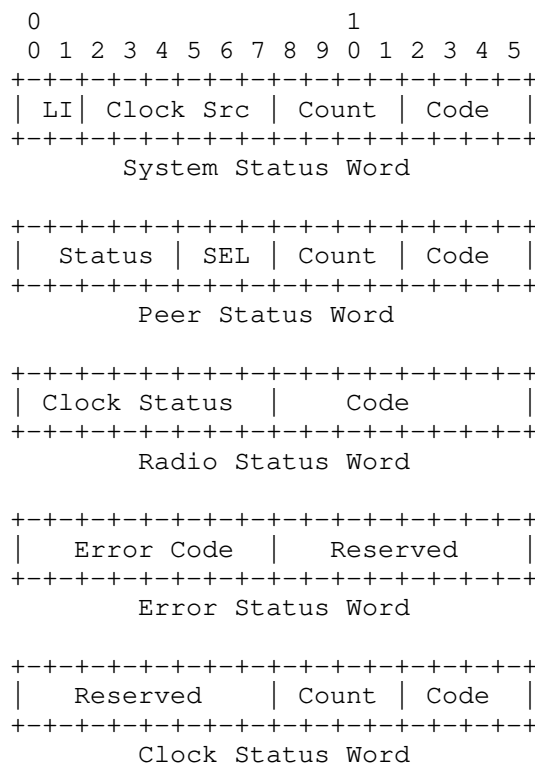 0                   1
 0 1 2 3 4 5 6 7 8 9 0 1 2 3 4 5
+-+-+-+-+-+-+-+-+-+-+-+-+-+-+-+-+
| LI| Clock Src | Count | Code  |
+-+-+-+-+-+-+-+-+-+-+-+-+-+-+-+-+
       System Status Word
+-+-+-+-+-+-+-+-+-+-+-+-+-+-+-+-+
|  Status | SEL | Count | Code  |
+-+-+-+-+-+-+-+-+-+-+-+-+-+-+-+-+
        Peer Status Word
+-+-+-+-+-+-+-+-+-+-+-+-+-+-+-+-+
| Clock Status  |    Code       |
+-+-+-+-+-+-+-+-+-+-+-+-+-+-+-+-+
        Radio Status Word
+-+-+-+-+-+-+-+-+-+-+-+-+-+-+-+-+
|   Error Code  |   Reserved    |
+-+-+-+-+-+-+-+-+-+-+-+-+-+-+-+-+
        Error Status Word
+-+-+-+-+-+-+-+-+-+-+-+-+-+-+-+-+
|   Reserved    | Count | Code  |
+-+-+-+-+-+-+-+-+-+-+-+-+-+-+-+-+
        Clock Status Word